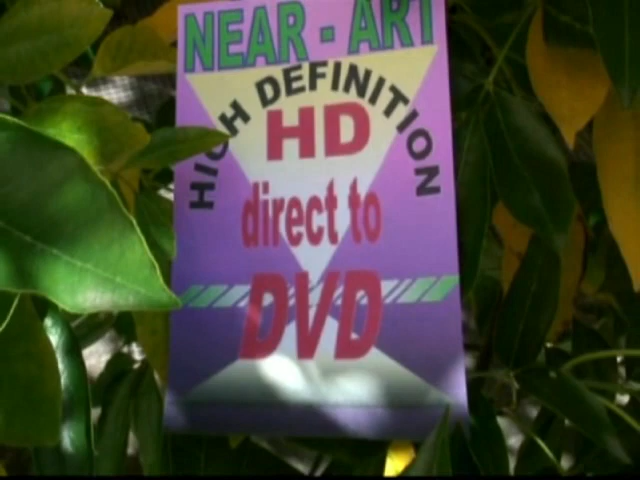 NEAR - ART
HIGH DEFINITION
HD
direct to
DVD